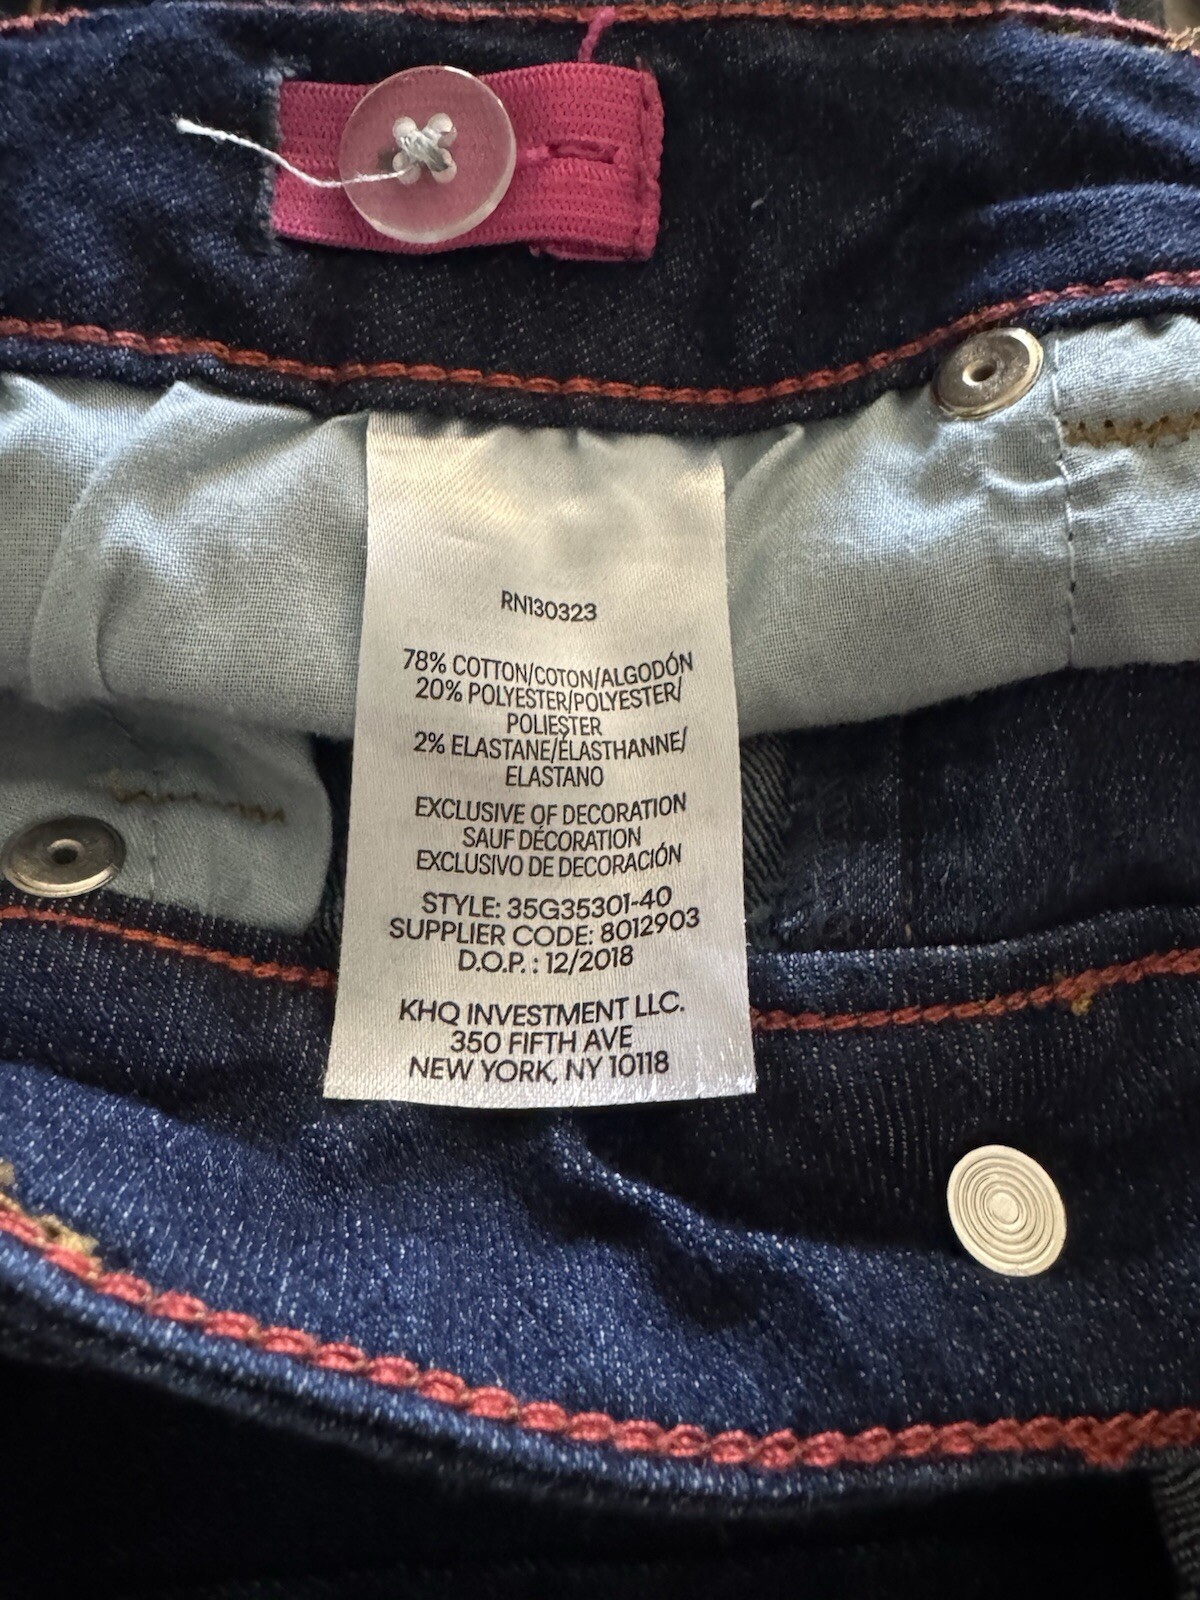 RN130323
78% COTTON/COTON/ALGODÓN
20% POLYESTER/POLYESTER/
POLIESTER
2% ELASTANE/ÉLASTHANNE/
ELASTANO
EXCLUSIVE OF DECORATION
SAUF DÉCORATION
EXCLUSIVO DE DECORACIÓN
STYLE: 35G35301-40
SUPPLIER CODE: 8012903
D.O.P. : 12/2018
KHQ INVESTMENT LLC.
350 FIFTH AVE
NEW YORK, NY 10118